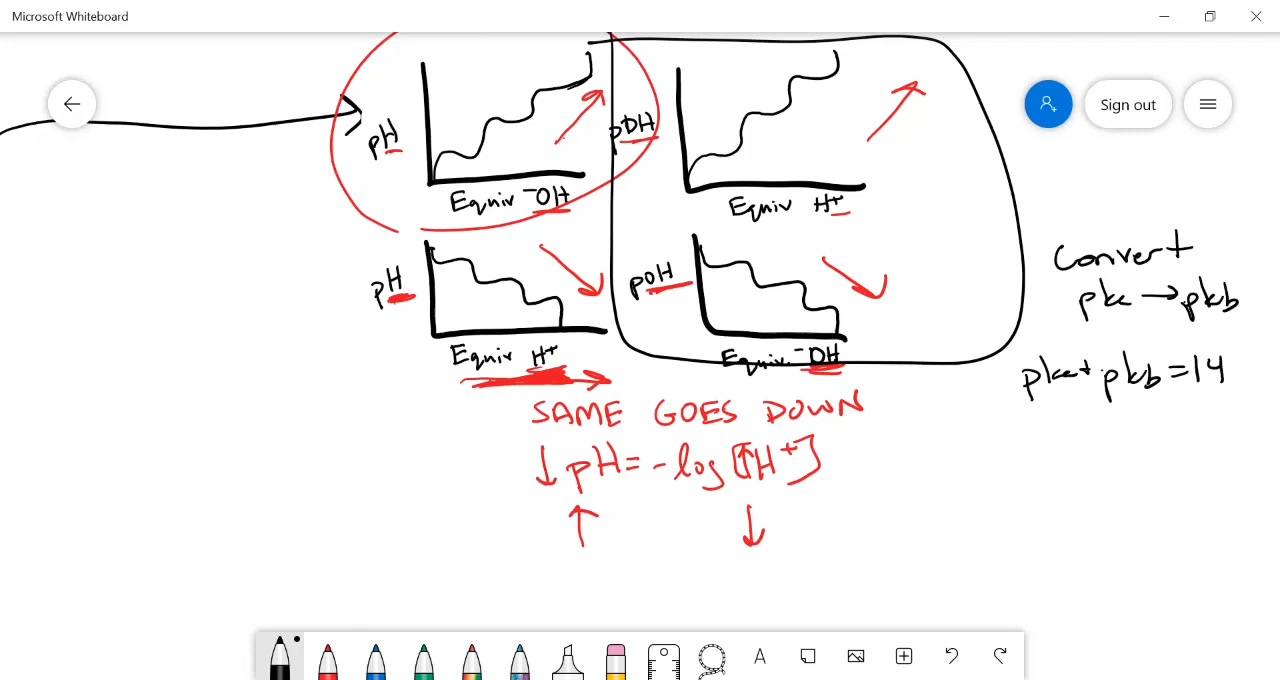 Microsoft Whiteboard
Sign out
pH
Equiv ⁻OH
pOH
Equiv H⁺
pH
Equiv H⁺
pOH
Equiv. ⁻OH
Convert
pka → pkb
pka + pkb = 14
SAME GOES DOWN
↓ pH = -log [↑H⁺]
↑ ↓
A